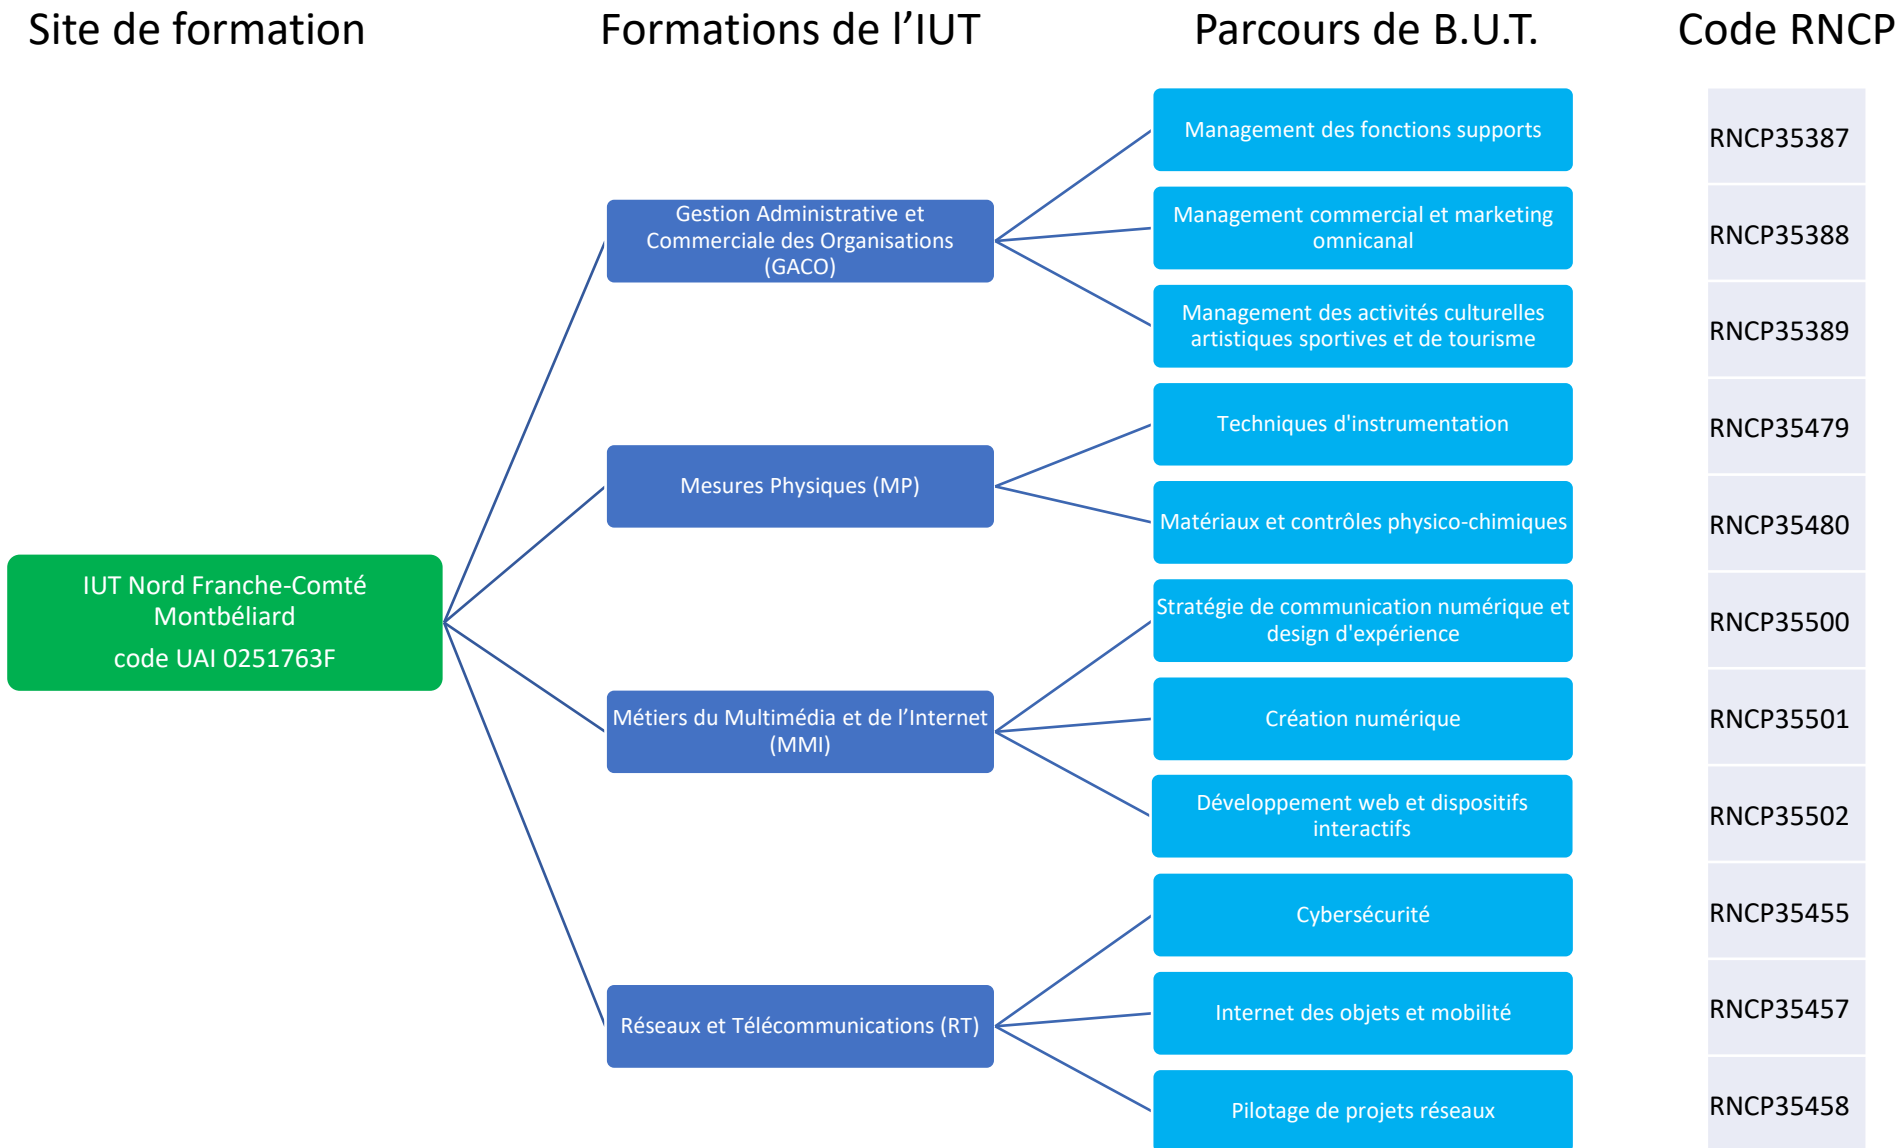 Site de formation
Formations de l’IUT
Parcours de B.U.T.
Code RNCP
IUT Nord Franche-Comté
Montbéliard
code UAI 0251763F
Gestion Administrative et
Commerciale des Organisations
(GACO)
Management des fonctions supports
RNCP35387
Management commercial et marketing
omnicanal
RNCP35388
Management des activités culturelles
artistiques sportives et de tourisme
RNCP35389
Mesures Physiques (MP)
Techniques d'instrumentation
RNCP35479
Matériaux et contrôles physico-chimiques
RNCP35480
Métiers du Multimédia et de l’Internet
(MMI)
Stratégie de communication numérique et
design d'expérience
RNCP35500
Création numérique
RNCP35501
Développement web et dispositifs
interactifs
RNCP35502
Réseaux et Télécommunications (RT)
Cybersécurité
RNCP35455
Internet des objets et mobilité
RNCP35457
Pilotage de projets réseaux
RNCP35458